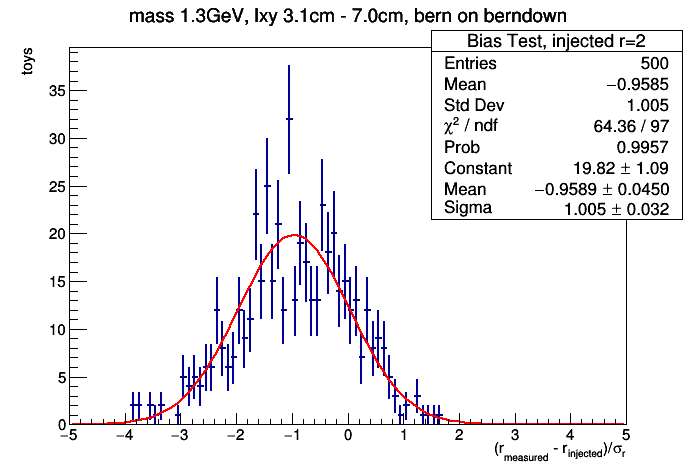 mass 1.3GeV, lxy 3.1cm - 7.0cm, bern on berndown
Bias Test, injected r=2
Entries 500
Mean −0.9585
Std Dev 1.005
χ² / ndf 64.36 / 97
Prob 0.9957
Constant 19.82 ± 1.09
Mean −0.9589 ± 0.0450
Sigma 1.005 ± 0.032
toys
35
30
25
20
15
10
5
0
−5 −4 −3 −2 −1 0 1 2 3 4 5
(r_measured - r_injected)/σ_r